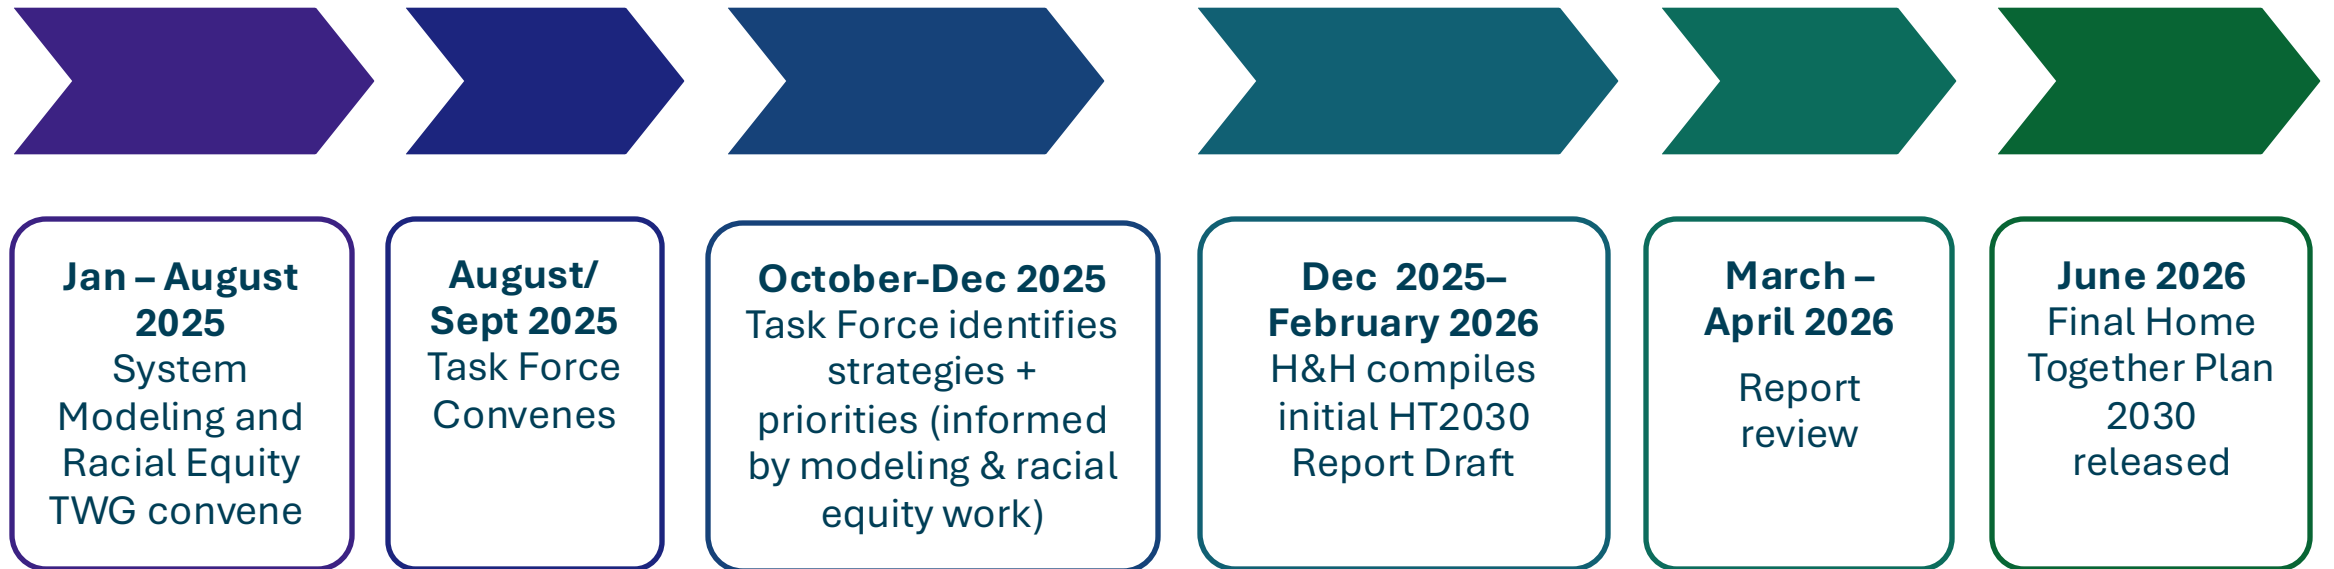 Jan – August
2025
System
Modeling and
Racial Equity
TWG convene
August/
Sept 2025
Task Force
Convenes
October-Dec 2025
Task Force identifies
strategies +
priorities (informed
by modeling & racial
equity work)
Dec  2025–
February 2026
H&H compiles
initial HT2030
Report Draft
March –
April 2026
Report
review
June 2026
Final Home
Together Plan
2030
released